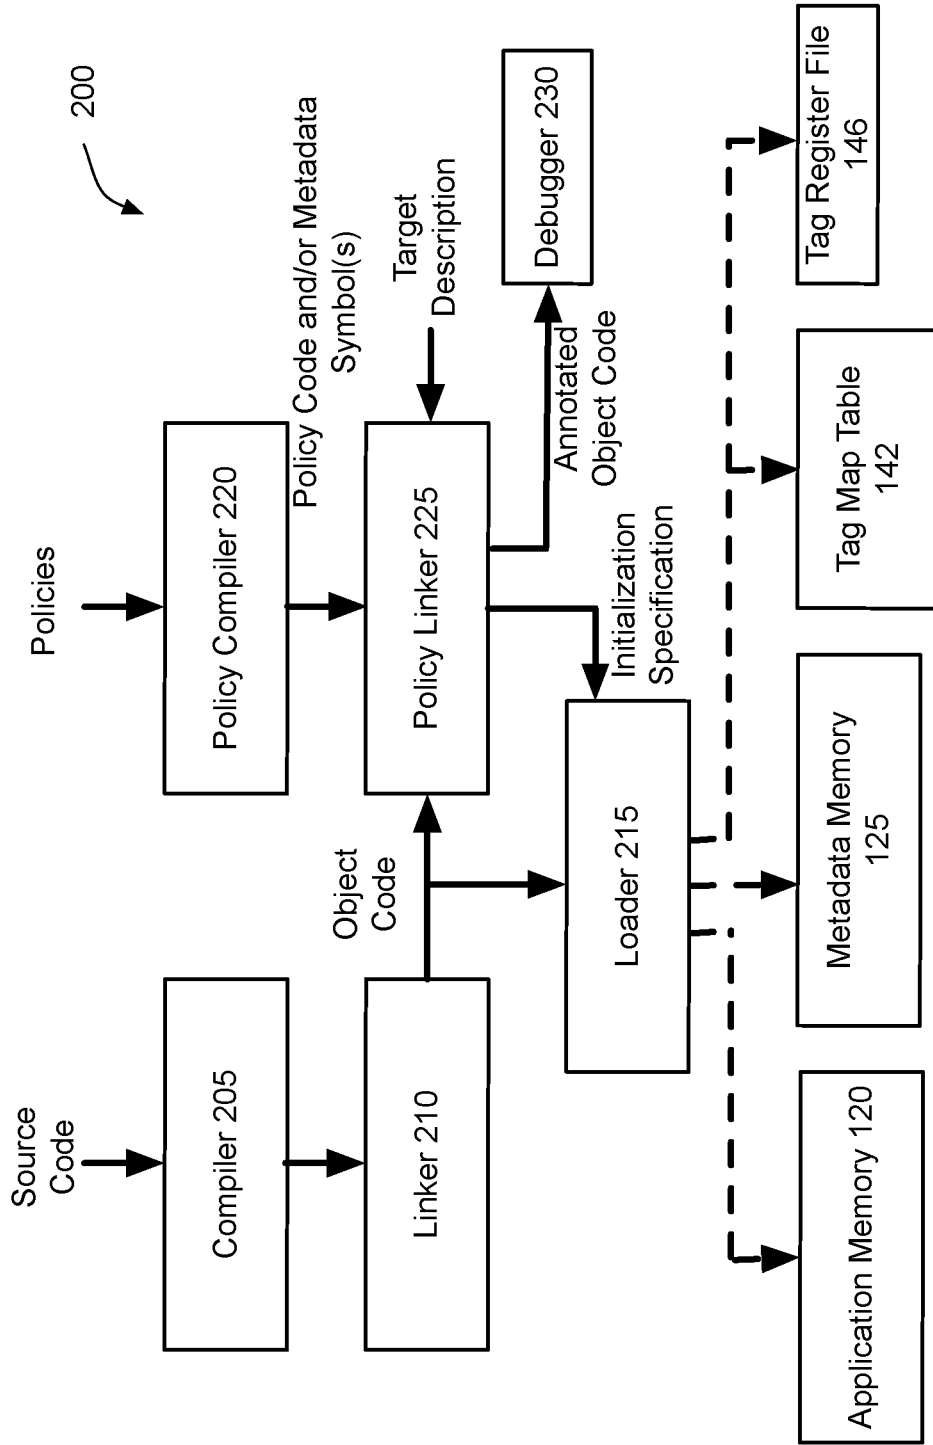 200
Source
Code
Policies
Compiler 205
Policy Compiler 220
Policy Code and/or Metadata
Symbol(s)
Linker 210
Object
Code
Policy Linker 225
Target
Description
Loader 215
Initialization
Specification
Annotated
Object Code
Debugger 230
Application Memory 120
Metadata Memory
125
Tag Map Table
142
Tag Register File
146